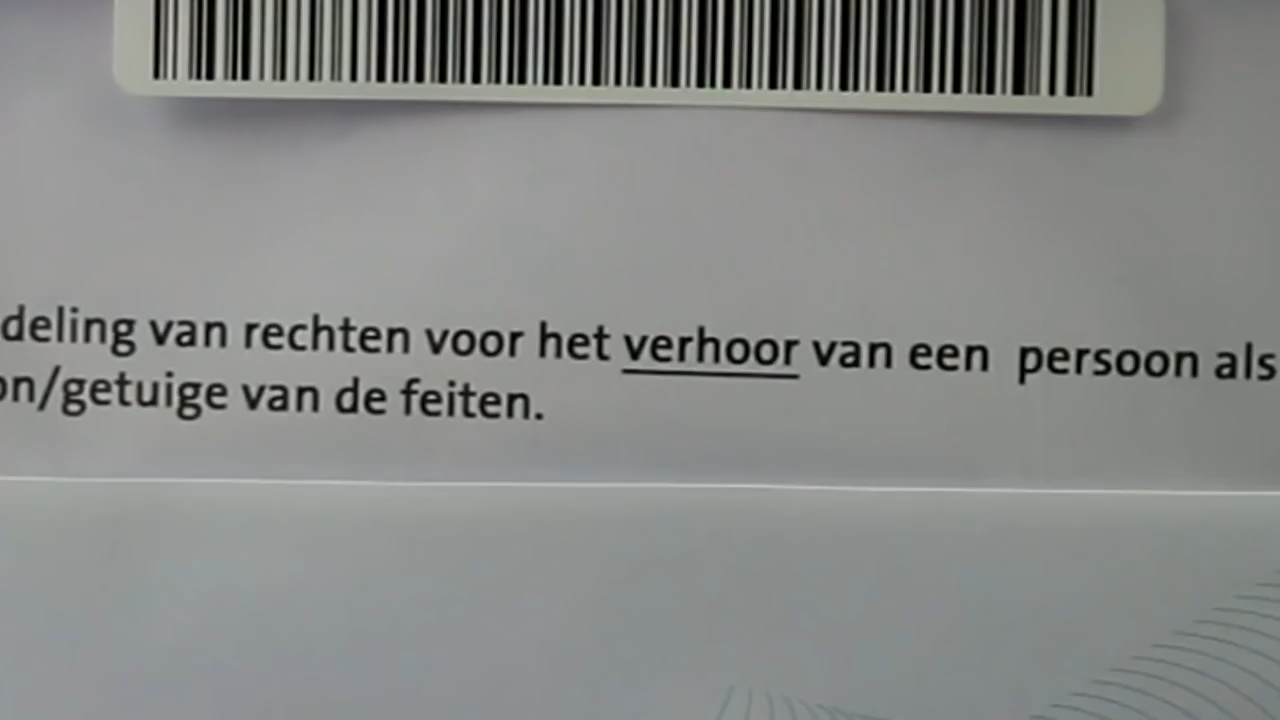 deling van rechten voor het verhoor van een persoon als
on/getuige van de feiten.